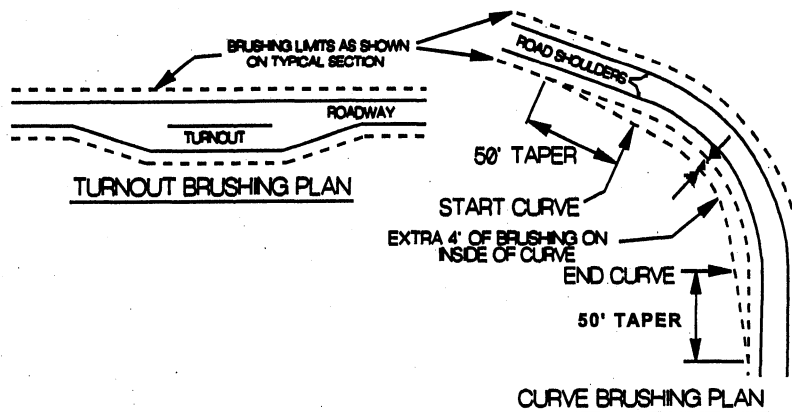 BRUSHING LIMITS AS SHOWN
ON TYPICAL SECTION
ROADWAY
TURNOUT
TURNOUT BRUSHING PLAN
ROAD SHOULDERS
50' TAPER
START CURVE
EXTRA 4' OF BRUSHING ON
INSIDE OF CURVE
END CURVE
50' TAPER
CURVE BRUSHING PLAN